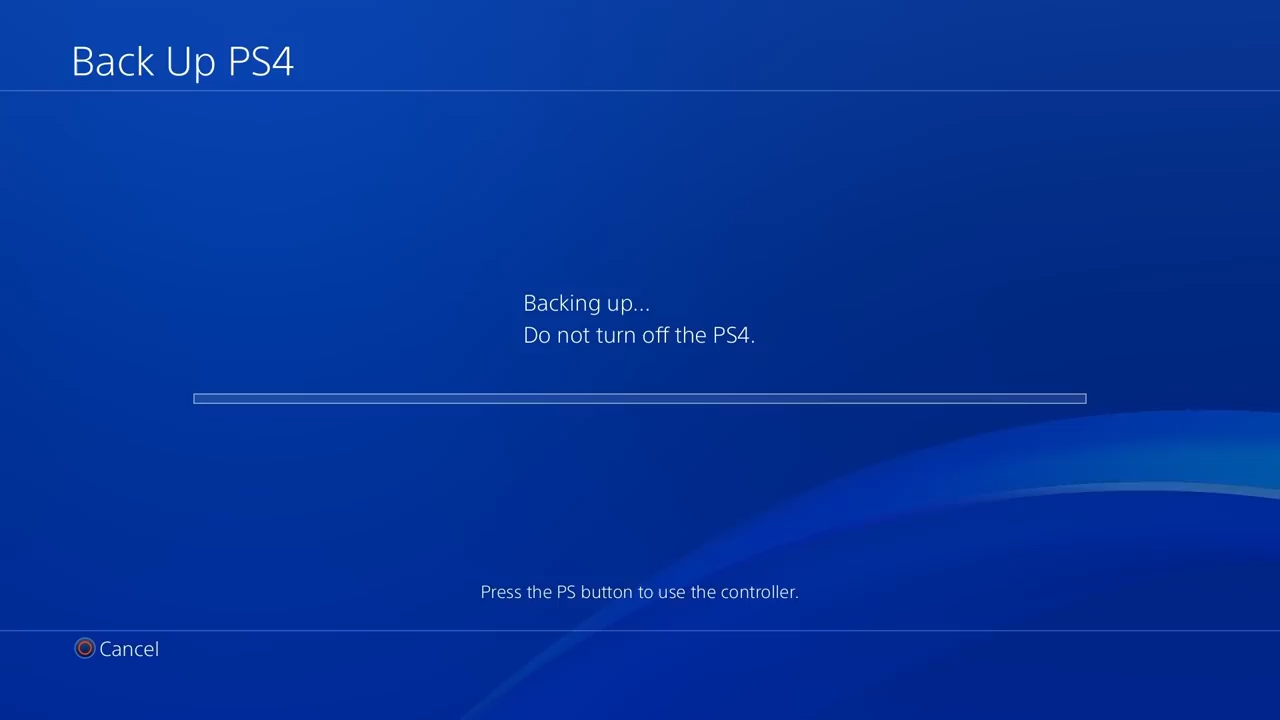 Back Up PS4
Backing up...
Do not turn off the PS4.
Press the PS button to use the controller.
Cancel